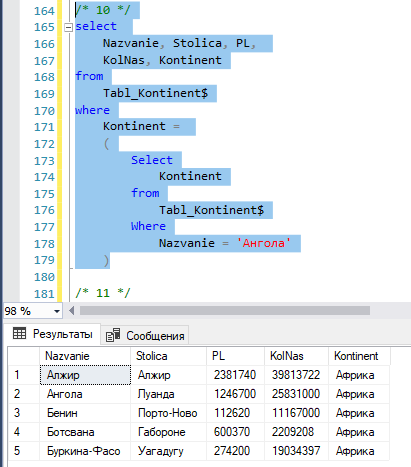 164 /* 10 */
165 select
166 Nazvanie, Stolica, PL,
167 KolNas, Kontinent
168 from
169 Tabl_Kontinent$
170 where
171 Kontinent =
172 (
173 Select
174 Kontinent
175 from
176 Tabl_Kontinent$
177 Where
178 Nazvanie = 'Ангола'
179 )
180
181 /* 11 */
98 %
Результаты Сообщения
Nazvanie Stolica PL KolNas Kontinent
1 Алжир Алжир 2381740 39813722 Африка
2 Ангола Луанда 1246700 25831000 Африка
3 Бенин Порто-Ново 112620 11167000 Африка
4 Ботсвана Габороне 600370 2209208 Африка
5 Буркина-Фасо Уагадугу 274200 19034397 Африка